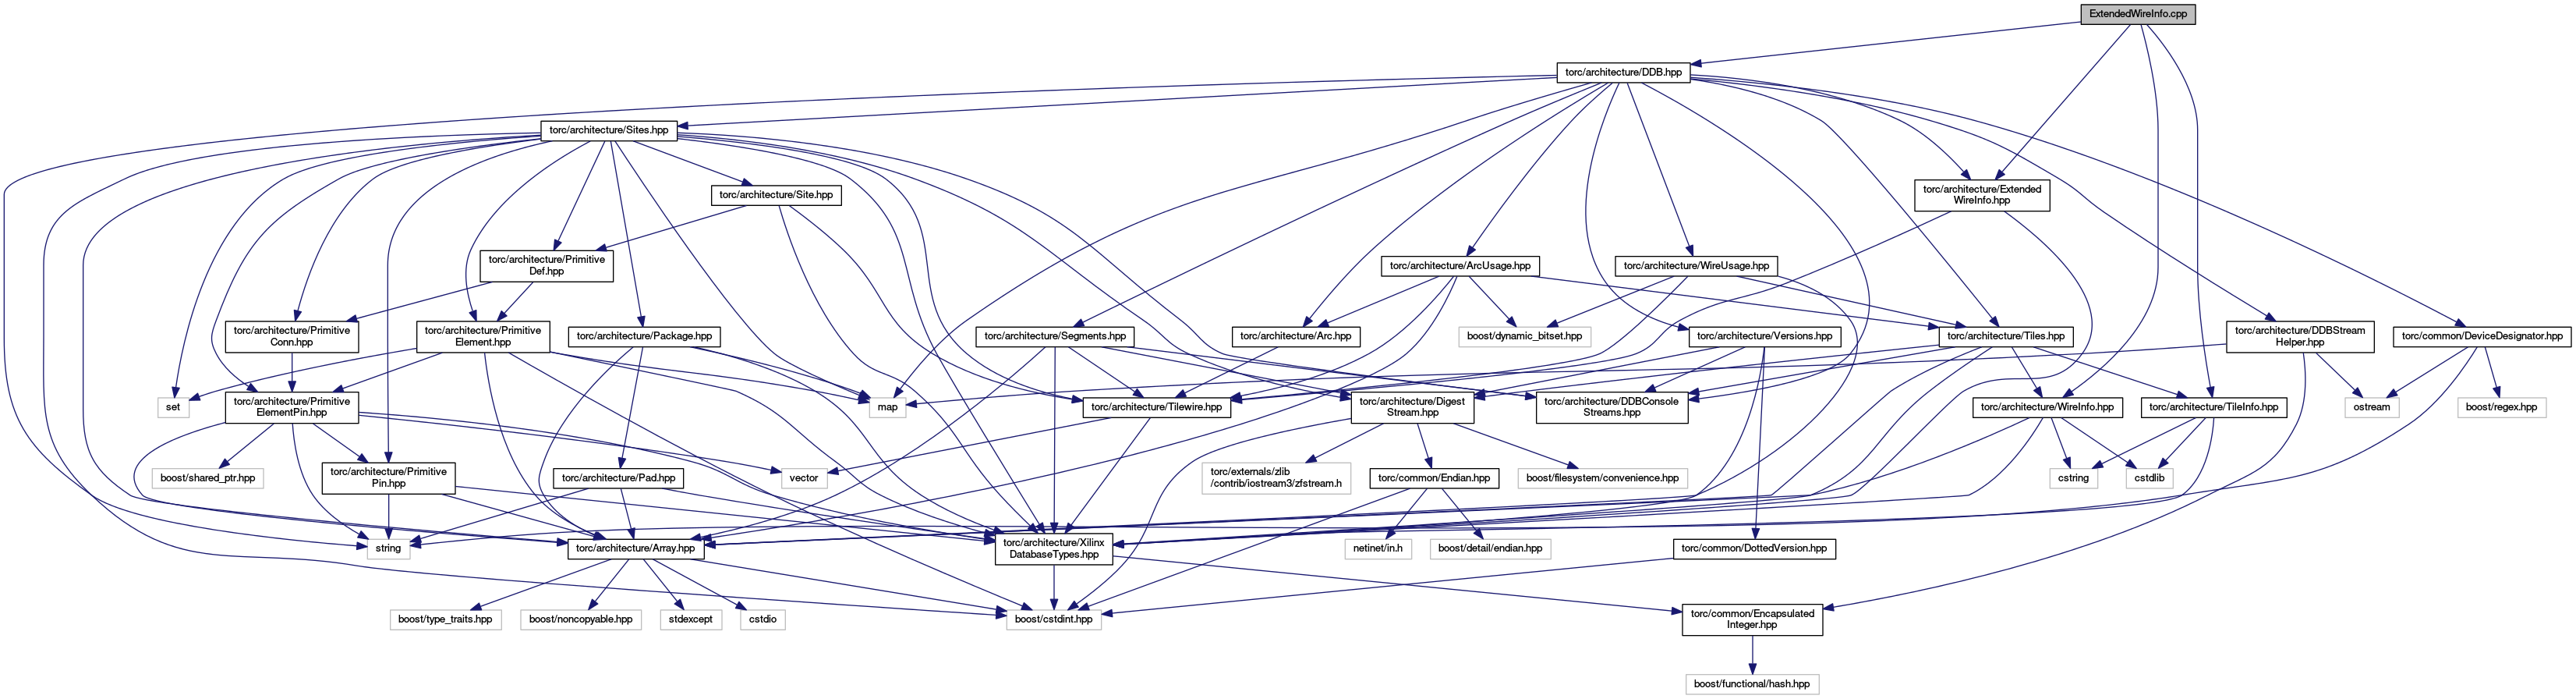 ExtendedWireInfo.cpp
torc/architecture/DDB.hpp
torc/architecture/Sites.hpp
torc/architecture/Site.hpp
torc/architecture/Extended
WireInfo.hpp
torc/architecture/Primitive
Def.hpp
torc/architecture/ArcUsage.hpp
torc/architecture/WireUsage.hpp
torc/architecture/Primitive
Conn.hpp
torc/architecture/Primitive
Element.hpp
torc/architecture/Package.hpp
torc/architecture/Segments.hpp
torc/architecture/Arc.hpp
boost/dynamic_bitset.hpp
torc/architecture/Versions.hpp
torc/architecture/Tiles.hpp
torc/architecture/DDBStream
Helper.hpp
torc/common/DeviceDesignator.hpp
set
torc/architecture/Primitive
ElementPin.hpp
map
torc/architecture/Tilewire.hpp
torc/architecture/Digest
Stream.hpp
torc/architecture/DDBConsole
Streams.hpp
torc/architecture/WireInfo.hpp
torc/architecture/TileInfo.hpp
ostream
boost/regex.hpp
boost/shared_ptr.hpp
torc/architecture/Primitive
Pin.hpp
torc/architecture/Pad.hpp
vector
torc/externals/zlib
/contrib/iostream3/zfstream.h
torc/common/Endian.hpp
boost/filesystem/convenience.hpp
cstring
cstdlib
string
torc/architecture/Array.hpp
torc/architecture/Xilinx
DatabaseTypes.hpp
netinet/in.h
boost/detail/endian.hpp
torc/common/DottedVersion.hpp
boost/type_traits.hpp
boost/noncopyable.hpp
stdexcept
cstdio
boost/cstdint.hpp
torc/common/Encapsulated
Integer.hpp
boost/functional/hash.hpp